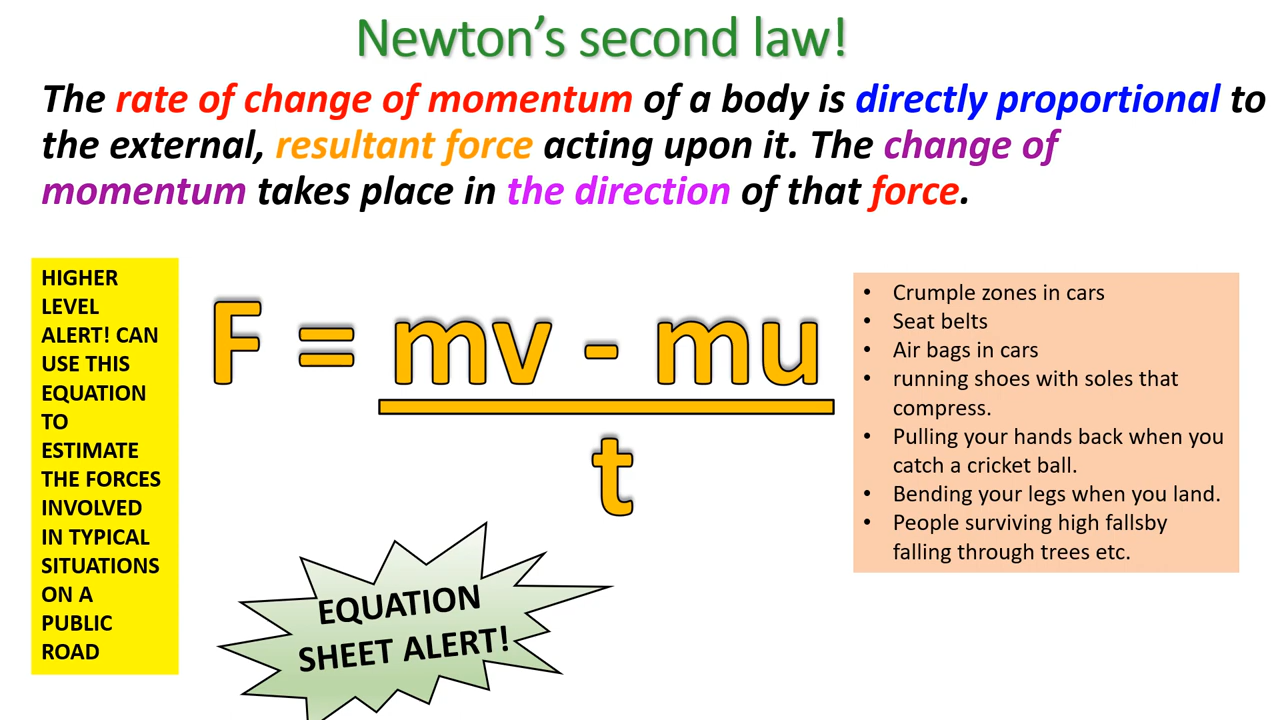 Newton's second law!
The rate of change of momentum of a body is directly proportional to
the external, resultant force acting upon it. The change of
momentum takes place in the direction of that force.
HIGHER
LEVEL
ALERT! CAN
USE THIS
EQUATION
TO
ESTIMATE
THE FORCES
INVOLVED
IN TYPICAL
SITUATIONS
ON A
PUBLIC
ROAD
F = mv - mu
t
• Crumple zones in cars
• Seat belts
• Air bags in cars
• running shoes with soles that
compress.
• Pulling your hands back when you
catch a cricket ball.
• Bending your legs when you land.
• People surviving high fallsby
falling through trees etc.
EQUATION
SHEET ALERT!